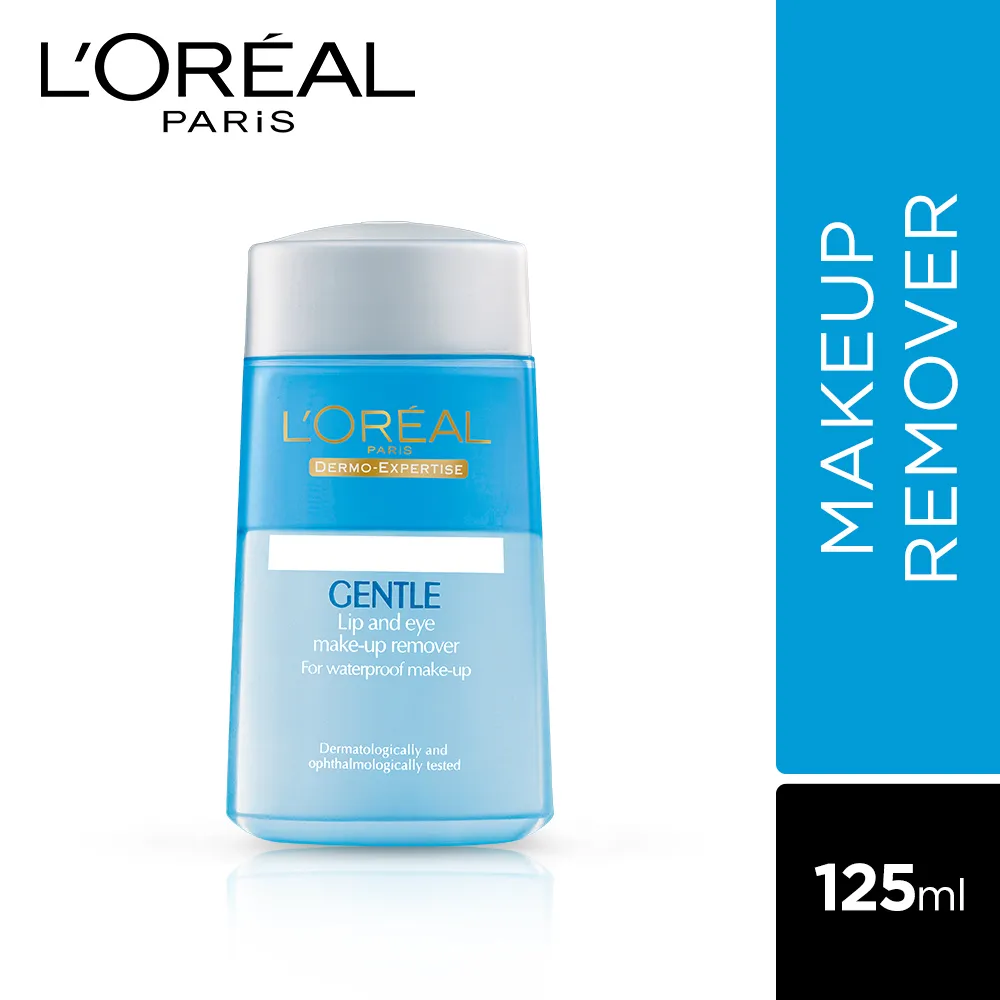 L'ORÉAL
PARiS
L'ORÉAL
PARIS
DERMO-EXPERTISE
GENTLE
Lip and eye
make-up remover
For waterproof make-up
Dermatologically and
ophthalmologically tested
MAKEUP
REMOVER
125ml